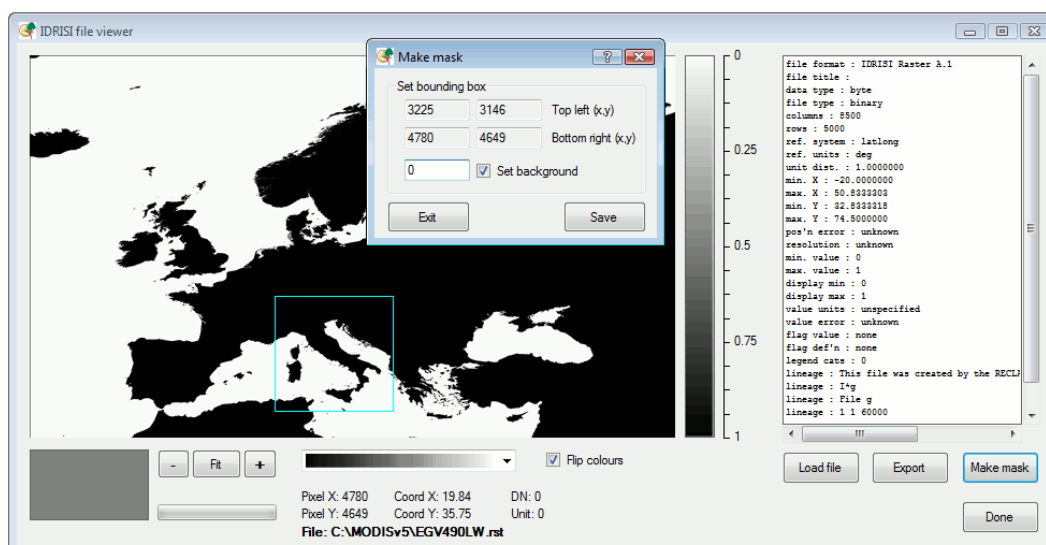 IDRISI file viewer
Make mask
Set bounding box
3225 3146 Top left (x,y)
4780 4649 Bottom right (x,y)
0 Set background
Exit Save
0
0.25
0.5
0.75
1
file format : IDRISI Raster A.1
file title :
data type : byte
file type : binary
columns : 8500
rows : 5000
ref. system : latlong
ref. units : deg
unit dist. : 1.0000000
min. X : -20.0000000
max. X : 50.8333303
min. Y : 32.8333318
max. Y : 74.5000000
pos'n error : unknown
resolution : unknown
min. value : 0
max. value : 1
display min : 0
display max : 1
value units : unspecified
value error : unknown
flag value : none
flag def'n : none
legend cats : 0
lineage : This file was created by the RECL
lineage : I^g
lineage : File g
lineage : 1 1 60000
- Fit +
Flip colours
Load file Export Make mask
Pixel X: 4780 Coord X: 19.84 DN: 0
Pixel Y: 4649 Coord Y: 35.75 Unit: 0
File: C:\MODISv5\EGV490LW.rst
Done